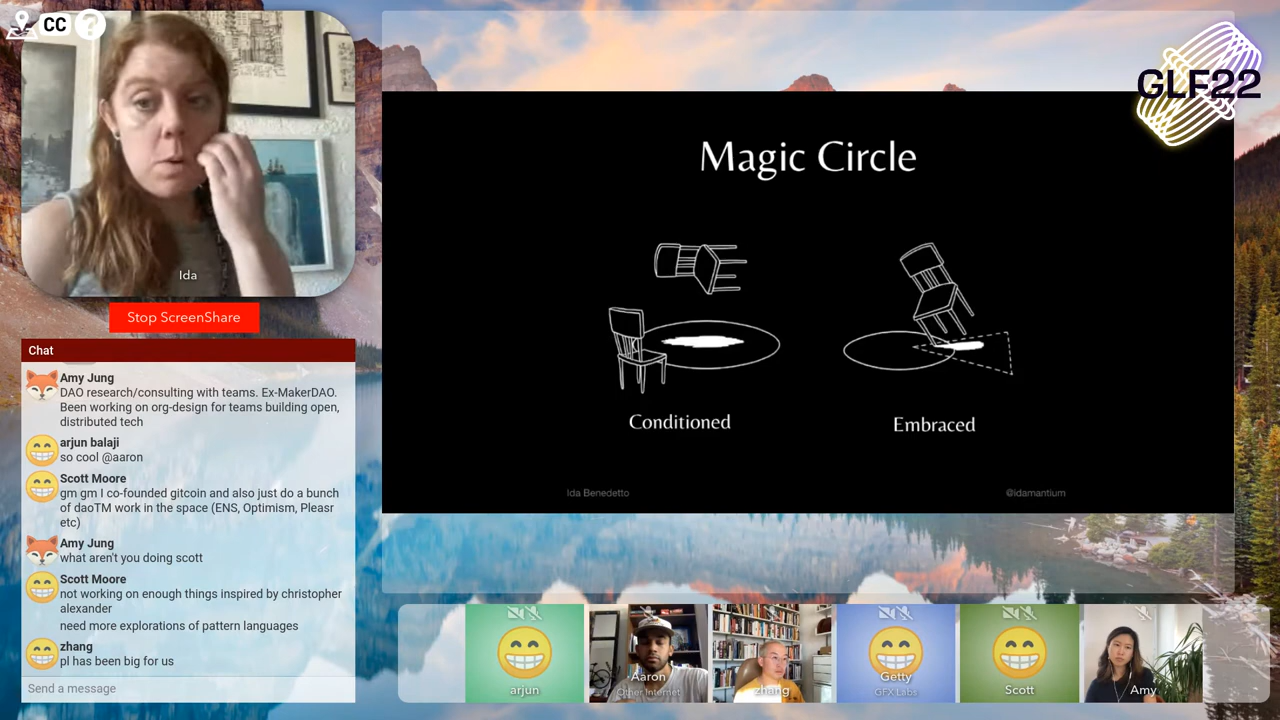 CC
?
Ida
Stop ScreenShare
Chat
Amy Jung
DAO research/consulting with teams. Ex-MakerDAO.
Been working on org-design for teams building open,
distributed tech
arjun balaji
so cool @aaron
Scott Moore
gm gm I co-founded gitcoin and also just do a bunch
of daoTM work in the space (ENS, Optimism, Pleasr
etc)
Amy Jung
what aren't you doing scott
Scott Moore
not working on enough things inspired by christopher
alexander
need more explorations of pattern languages
zhang
pl has been big for us
Send a message
GLF22
Magic Circle
Conditioned
Embraced
Ida Benedetto
@idamantium
arjun
Aaron
Other Internet
zhang
Getty
GFX Labs
Scott
Amy